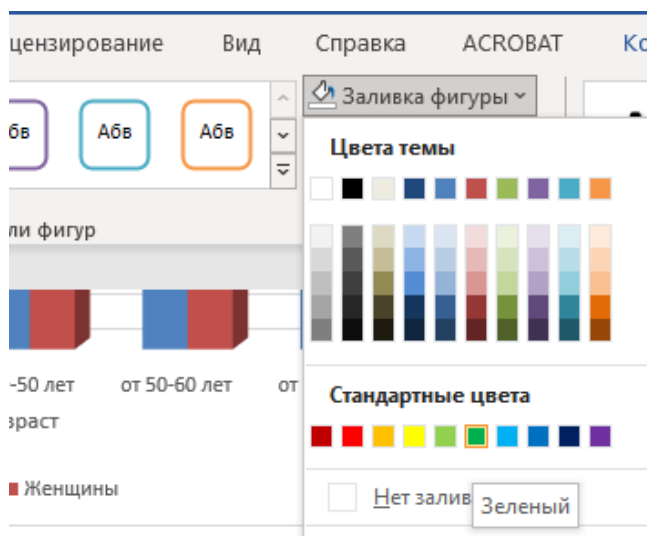 цензирование Вид Справка ACROBAT Ко
бв Абв Абв Заливка фигуры
Цвета темы
ли фигур
-50 лет от 50-60 лет от
зраст
Стандартные цвета
Женщины
Нет залив
Зеленый